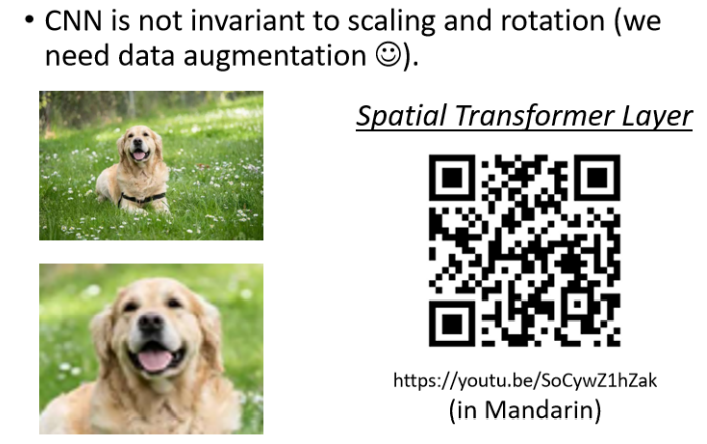 • CNN is not invariant to scaling and rotation (we
need data augmentation ☺).
Spatial Transformer Layer
https://youtu.be/SoCywZ1hZak
(in Mandarin)